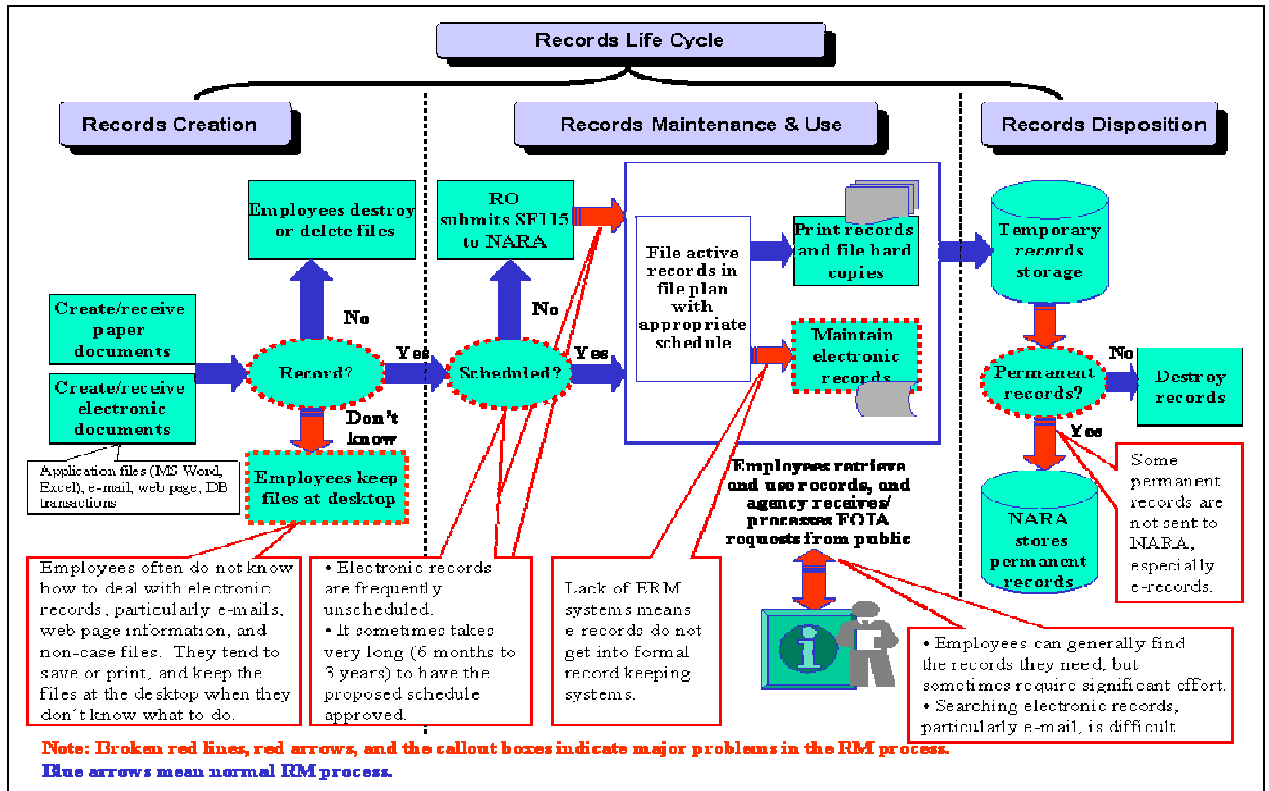 Records Life Cycle
Records Creation
Records Maintenance & Use
Records Disposition
Employees destroy
or delete files
RO
submits SF115
to NARA
File active
records in
file plan
with
appropriate
schedule
Print records
and file hard
copies
Temporary
records
storage
Create/receive
paper
documents
No
No
Maintain
electronic
records
Record?
Yes
Scheduled?
Yes
Permanent
records?
No
Destroy
records
Create/receive
electronic
documents
Don't
know
Yes
Application files (MS Word,
Excel), e-mail, web page, DB
transactions
Employees keep
files at desktop
Employees retrieve
and use records, and
agency receives/
processes FOIA
requests from public
NARA
stores
permanent
records
Some
permanent
records are
not sent to
NARA,
especially
e-records.
Employees often do not know
how to deal with electronic
records, particularly e-mails,
web page information, and
non-case files. They tend to
save or print, and keep the
files at the desktop when they
don't know what to do.
• Electronic records
are frequently
unscheduled.
• It sometimes takes
very long (6 months to
3 years) to have the
proposed schedule
approved.
Lack of ERM
systems means
e records do not
get into formal
record keeping
systems.
i
• Employees can generally find
the records they need, but
sometimes require significant effort.
• Searching electronic records,
particularly e-mail, is difficult
Note: Broken red lines, red arrows, and the callout boxes indicate major problems in the RM process.
Blue arrows mean normal RM process.